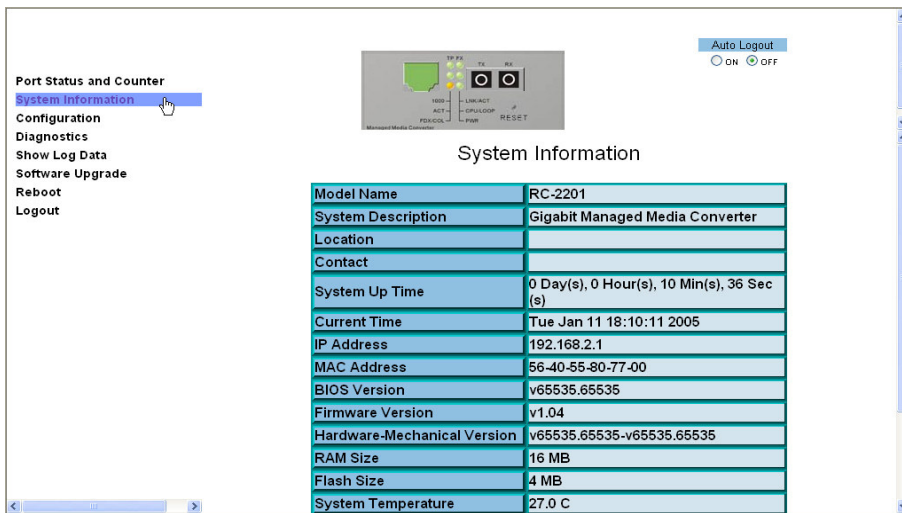 Auto Logout
ON OFF
TP FX
TX RX
1000 LNK/ACT
ACT CPU/LOOP
FDX/COL PWR
RESET
Managed Media Converter
Port Status and Counter
System Information
Configuration
Diagnostics
Show Log Data
Software Upgrade
Reboot
Logout
System Information
Model Name RC-2201
System Description Gigabit Managed Media Converter
Location
Contact
System Up Time 0 Day(s), 0 Hour(s), 10 Min(s), 36 Sec
(s)
Current Time Tue Jan 11 18:10:11 2005
IP Address 192.168.2.1
MAC Address 56-40-55-80-77-00
BIOS Version v65535.65535
Firmware Version v1.04
Hardware-Mechanical Version v65535.65535-v65535.65535
RAM Size 16 MB
Flash Size 4 MB
System Temperature 27.0 C